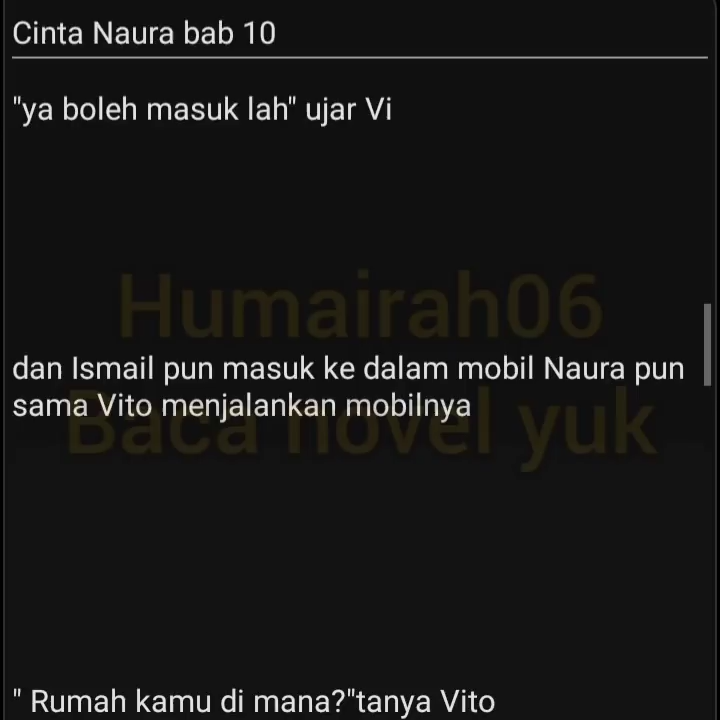 Cinta Naura bab 10
"ya boleh masuk lah" ujar Vi
Humairah06
dan Ismail pun masuk ke dalam mobil Naura pun
sama Vito menjalankan mobilnya
Baca novel yuk
" Rumah kamu di mana?"tanya Vito